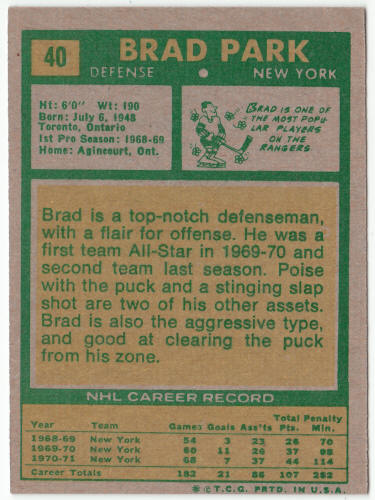 40 BRAD PARK
DEFENSE NEW YORK
Ht: 6'0" Wt: 190
Born: July 6, 1948
Toronto, Ontario
1st Pro Season: 1968-69
Home: Agincourt, Ont.
BRAD IS ONE OF
THE MOST POPU-
LAR PLAYERS
ON THE
RANGERS.
Brad is a top-notch defenseman,
with a flair for offense. He was a
first team All-Star in 1969-70 and
second team last season. Poise
with the puck and a stinging slap
shot are two of his other assets.
Brad is also the aggressive type,
and good at clearing the puck
from his zone.
NHL CAREER RECORD
Year Team Games Goals Ass'ts Total Pts. Penalty Min.
1968-69 New York 54 3 23 26 70
1969-70 New York 60 11 26 37 98
1970-71 New York 68 7 37 44 114
Career Totals 182 21 86 107 282
* © T.C.G. PRTD. IN U.S.A.